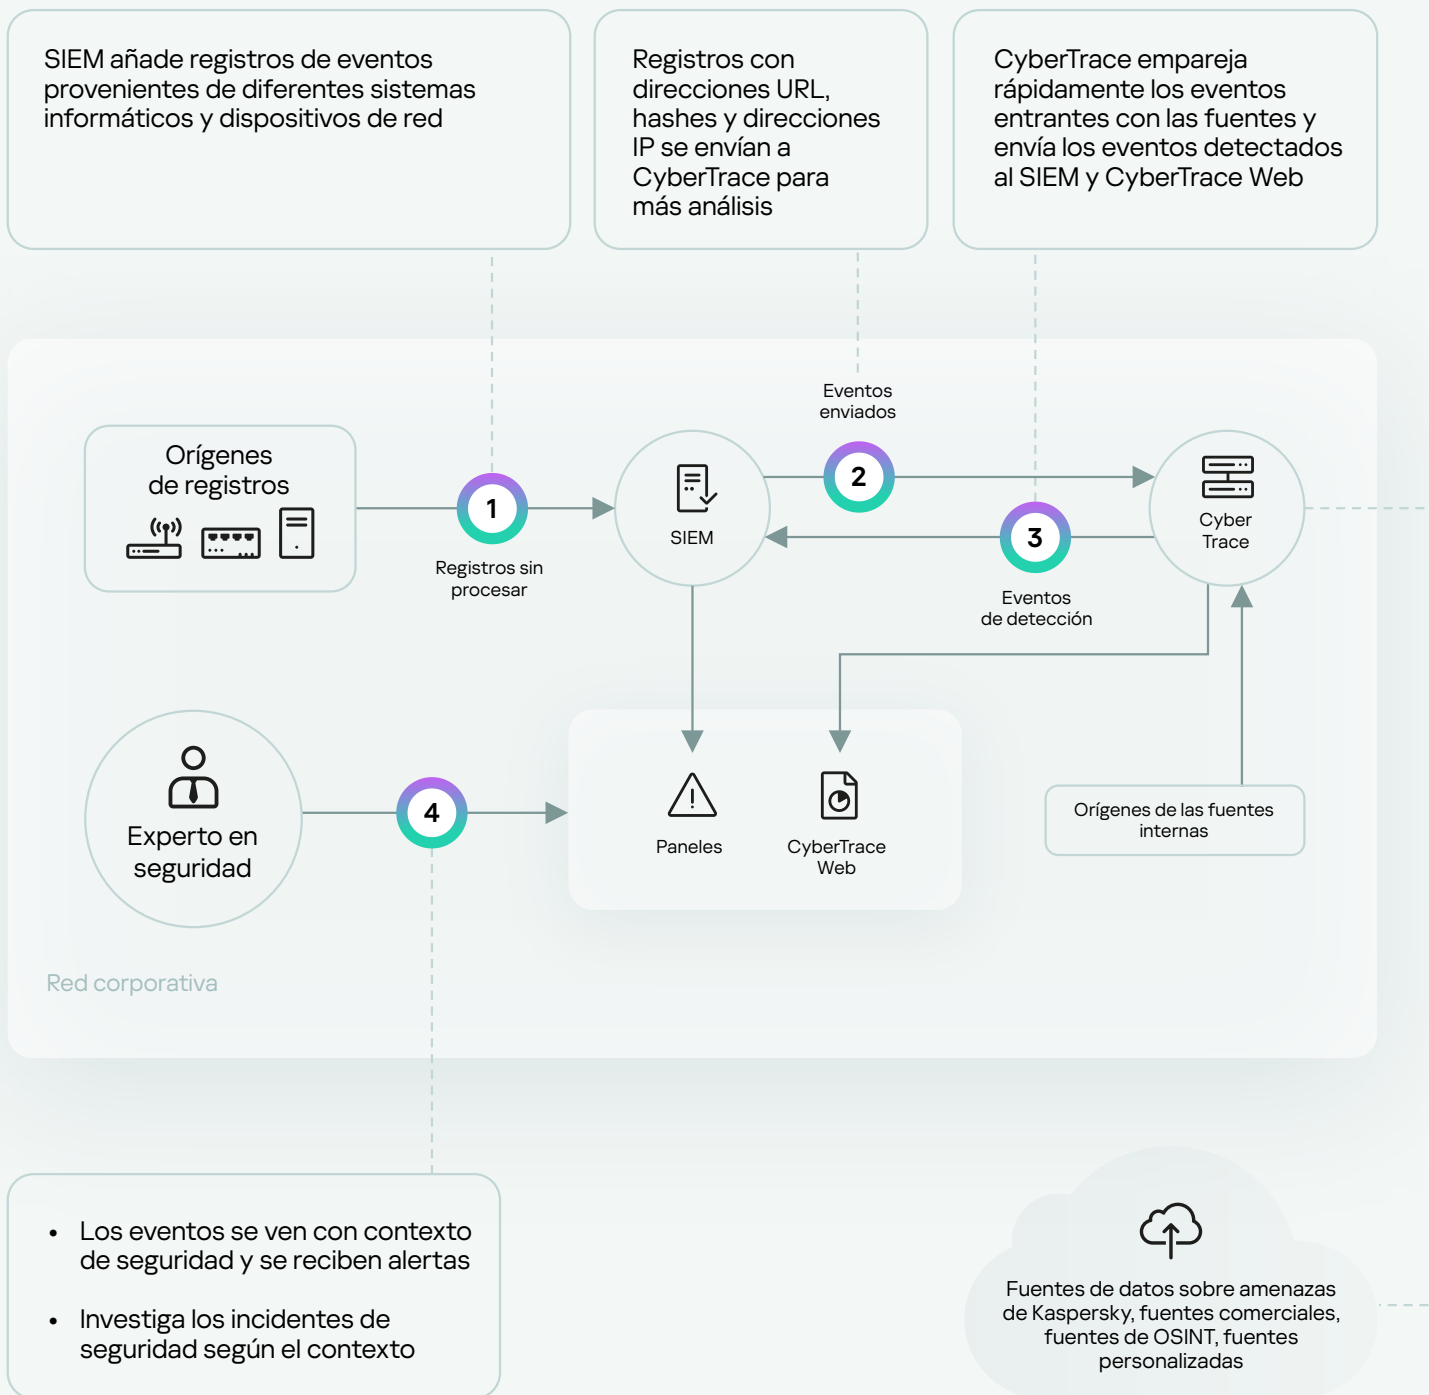 SIEM añade registros de eventos
provenientes de diferentes sistemas
informáticos y dispositivos de red
Registros con
direcciones URL,
hashes y direcciones
IP se envían a
CyberTrace para
más análisis
CyberTrace empareja
rápidamente los eventos
entrantes con las fuentes y
envía los eventos detectados
al SIEM y CyberTrace Web
Eventos
enviados
Orígenes
de registros
1
Registros sin
procesar
SIEM
2
3
Eventos
de detección
Cyber
Trace
Experto en
seguridad
4
Paneles
CyberTrace
Web
Orígenes de las fuentes
internas
Red corporativa
• Los eventos se ven con contexto
de seguridad y se reciben alertas
• Investiga los incidentes de
seguridad según el contexto
Fuentes de datos sobre amenazas
de Kaspersky, fuentes comerciales,
fuentes de OSINT, fuentes
personalizadas